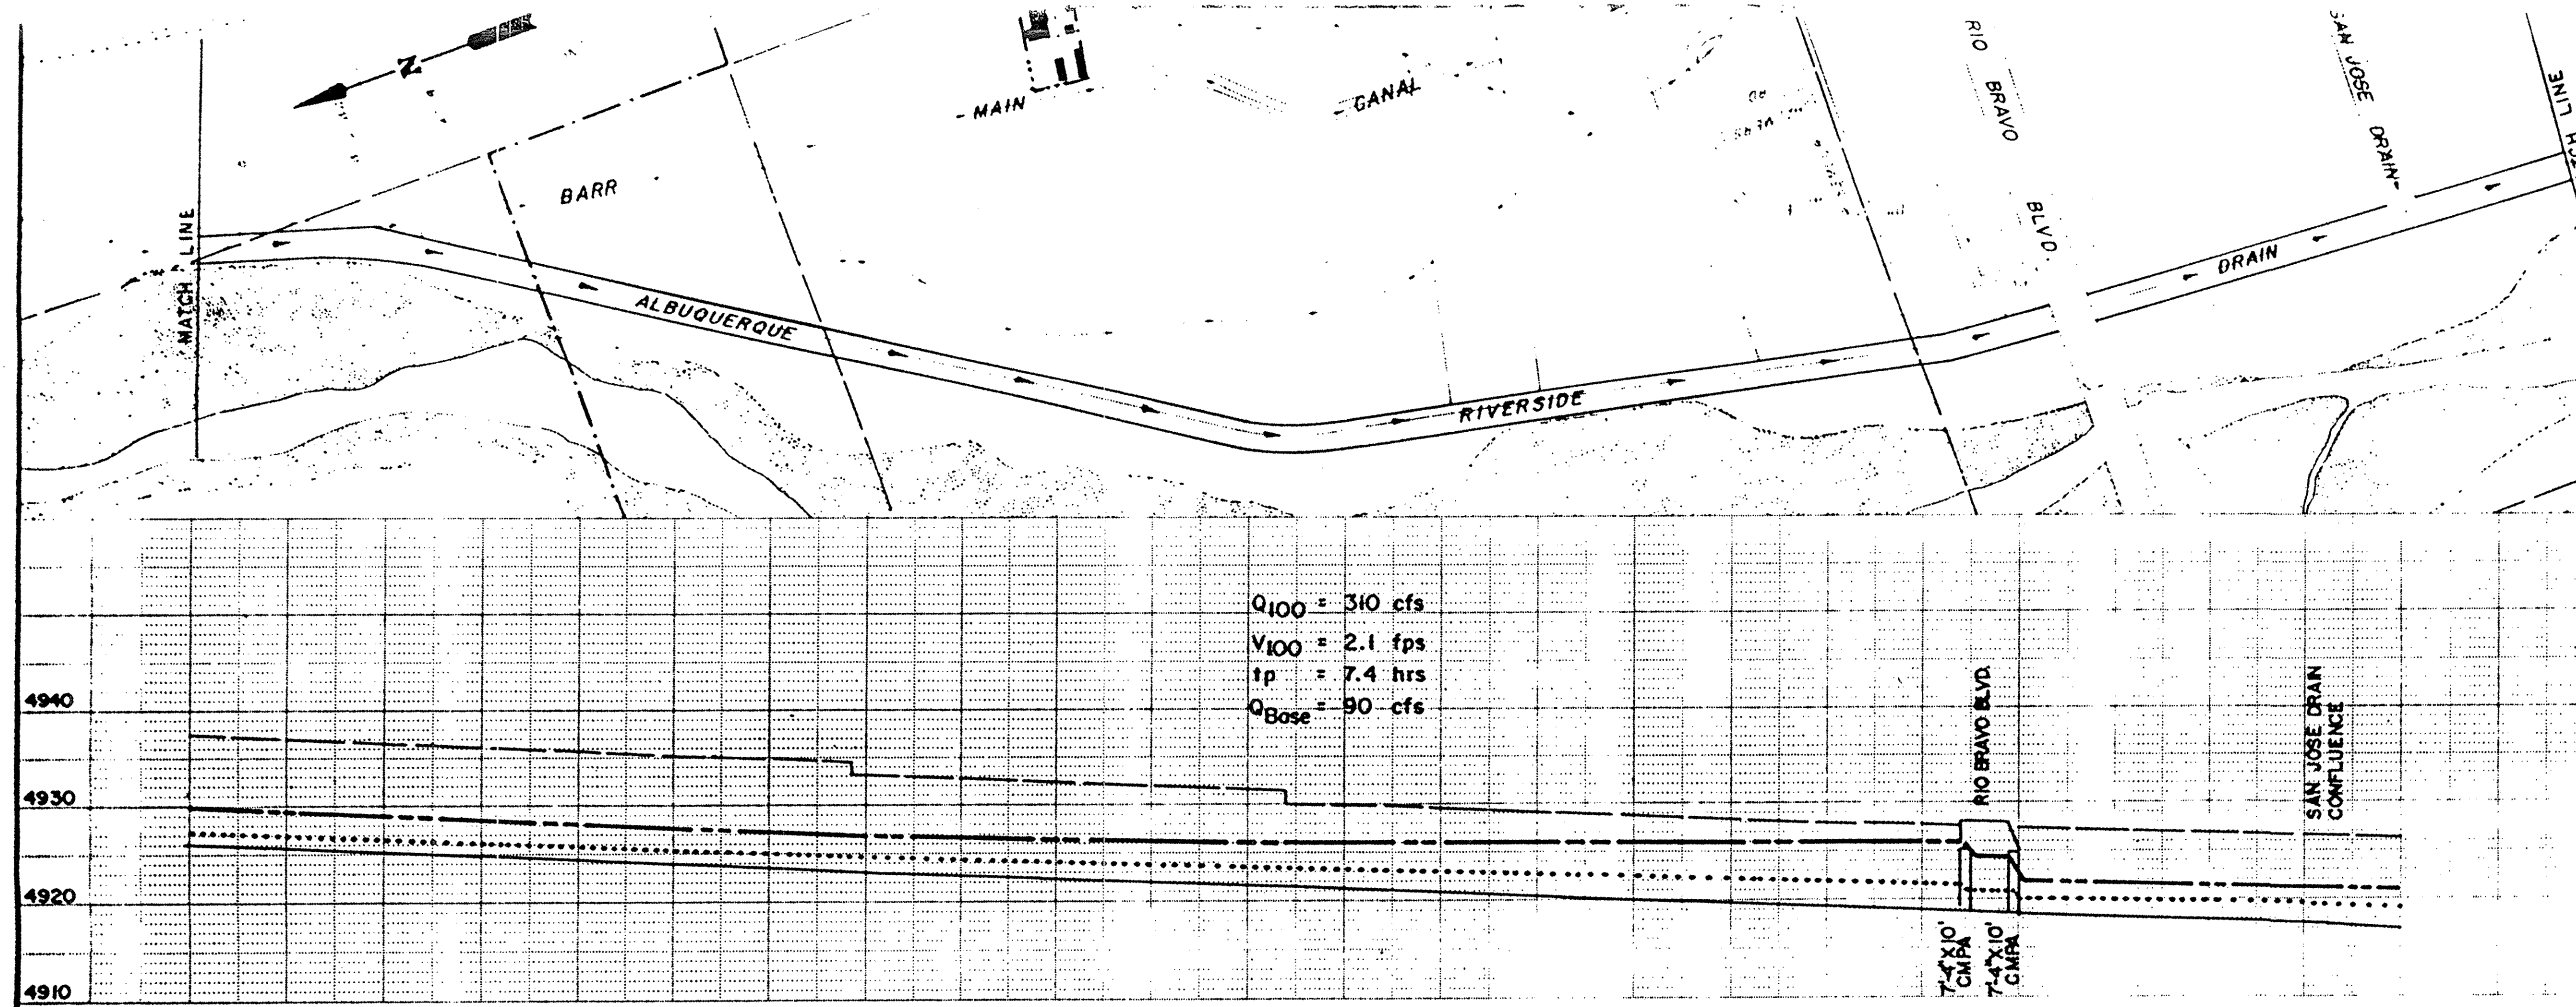 N
MATCH LINE
BARR
- MAIN
- CANAL
RIO BRAVO BLVD.
SAN JOSE DRAIN
ALBUQUERQUE
RIVERSIDE
DRAIN
LINE
Q100 = 310 cfs
V100 = 2.1 fps
tp = 7.4 hrs
QBase = 90 cfs
4940
4930
4920
4910
RIO BRAVO BLVD.
SAN JOSE DRAIN
CONFLUENCE
7'-4"X10'
CMPA
7'-4"X10'
CMPA